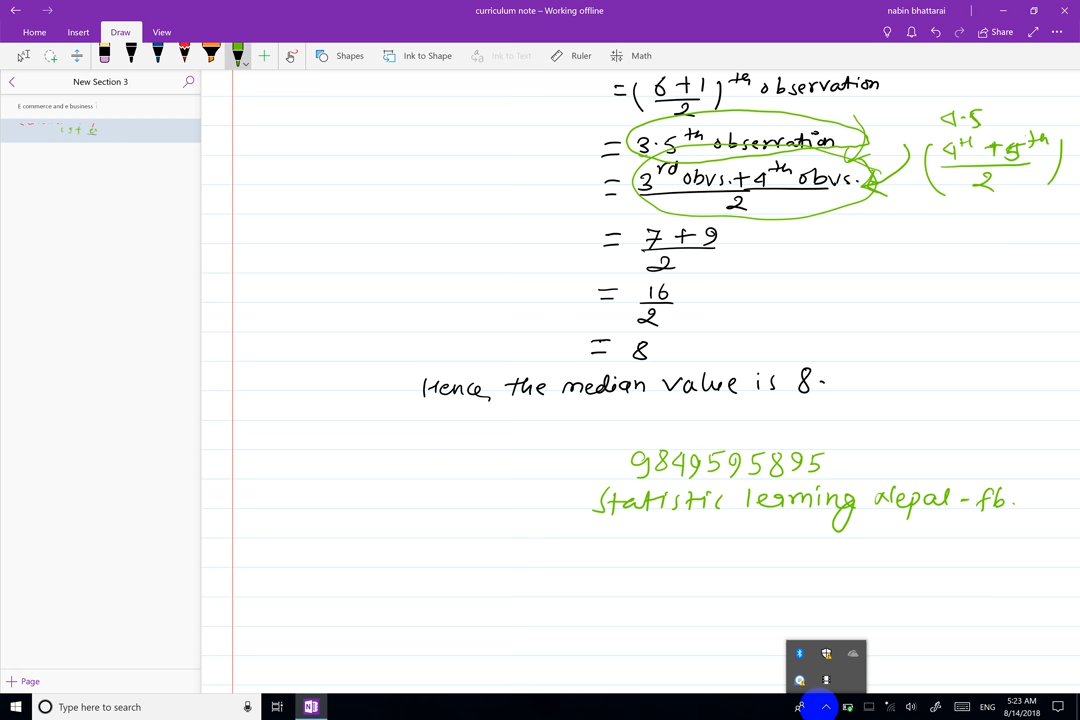 curriculum note – Working offline
nabin bhattarai
Home Insert Draw View
Share
Shapes Ink to Shape Ink to Text Ruler Math
New Section 3
E commerce and e business
= (6+1/2)th observation
4.5
= 3.5th observation
(4th + 5th/2)
= 3rd obvs. + 4th obvs./2
= 7+9/2
= 16/2
= 8
Hence, the median value is 8.
9849595895
Statistic lerming Nepal - fb.
+ Page
Type here to search
ENG
5:23 AM
8/14/2018